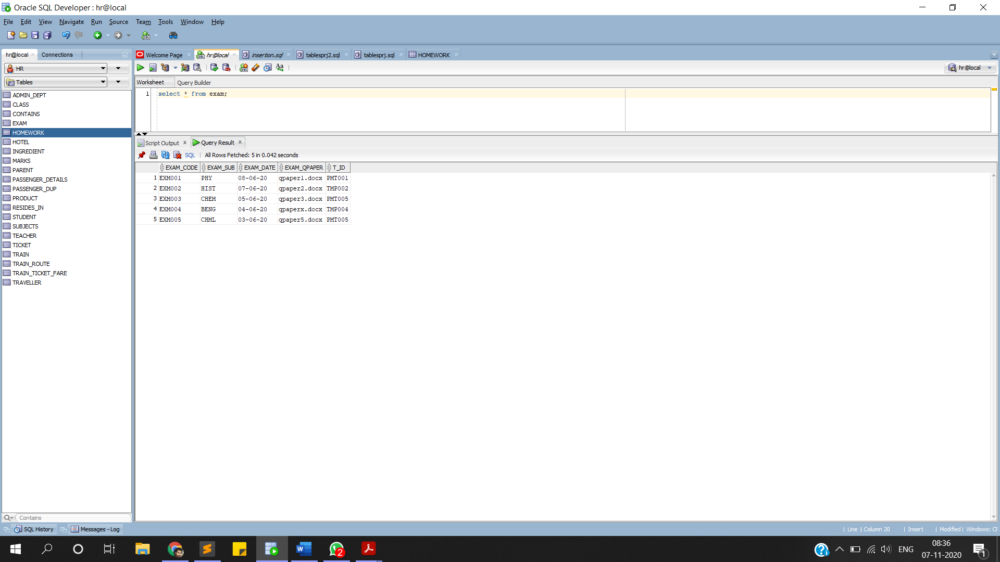 Oracle SQL Developer : hr@local
File Edit View Navigate Run Source Team Tools Window Help
hr@local Connections
Welcome Page hr@local insertion.sql tablesprj2.sql tablesprj.sql HOMEWORK
HR
hr@local
Tables
Worksheet Query Builder
1 select * from exam;
ADMIN_DEPT
CLASS
CONTAINS
EXAM
HOMEWORK
HOTEL
INGREDIENT
MARKS
PARENT
PASSENGER_DETAILS
PASSENGER_DUP
PRODUCT
RESIDES_IN
STUDENT
SUBJECTS
TEACHER
TICKET
TRAIN
TRAIN_ROUTE
TRAIN_TICKET_FARE
TRAVELLER
Script Output x Query Result x
SQL | All Rows Fetched: 5 in 0.042 seconds
EXAM_CODE EXAM_SUB EXAM_DATE EXAM_QPAPER T_ID
1 EXM001 PHY 08-06-20 qpaper1.docx PMT001
2 EXM002 HIST 07-06-20 qpaper2.docx TMP002
3 EXM003 CHEM 05-06-20 qpaper3.docx PMT005
4 EXM004 BENG 04-06-20 qpaperx.docx TMP004
5 EXM005 CHML 03-06-20 qpaper5.docx PMT005
Contains
SQL History Messages - Log
| Line 1 Column 20 | Insert | Modified | Windows: CF
2
ENG
08:36
07-11-2020
1